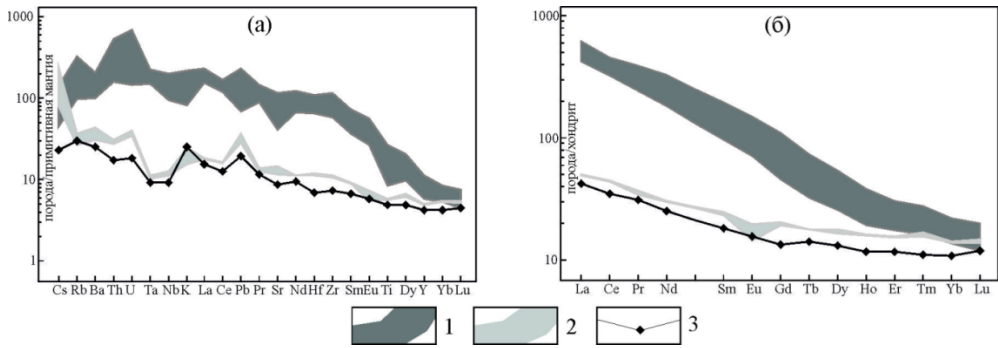 (а)
порода/примитивная мантия
1000
100
10
1
Cs Rb Ba Th U Ta Nb K La Ce Pb Pr Sr Nd Hf Zr Sm Eu Ti Dy Y Yb Lu
(б)
порода/хондрит
1000
100
10
La Ce Pr Nd Sm Eu Gd Tb Dy Ho Er Tm Yb Lu
1 2 3